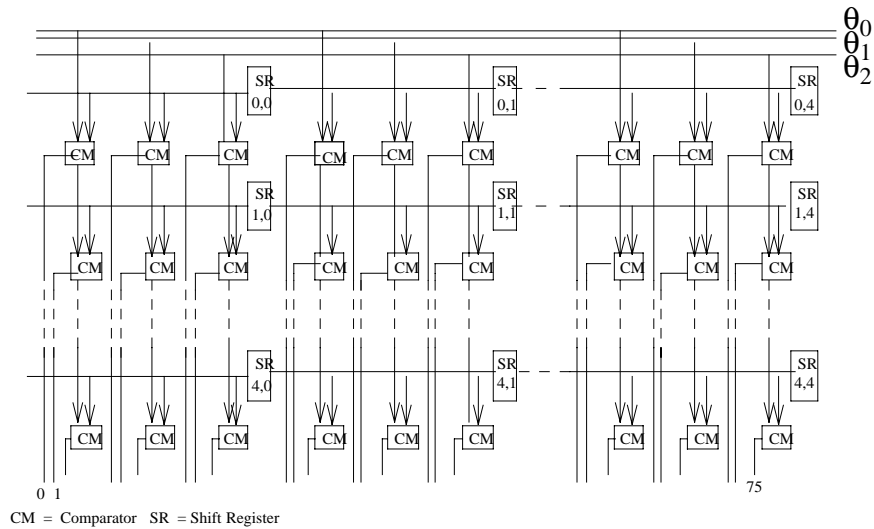 θ0
θ1
θ2
SR SR SR
0,0 0,1 0,4
CM CM CM CM CM CM CM CM CM
SR SR SR
1,0 1,1 1,4
CM CM CM CM CM CM CM CM CM
SR SR SR
4,0 4,1 4,4
CM CM CM CM CM CM CM CM CM
0 1 75
CM = Comparator SR = Shift Register